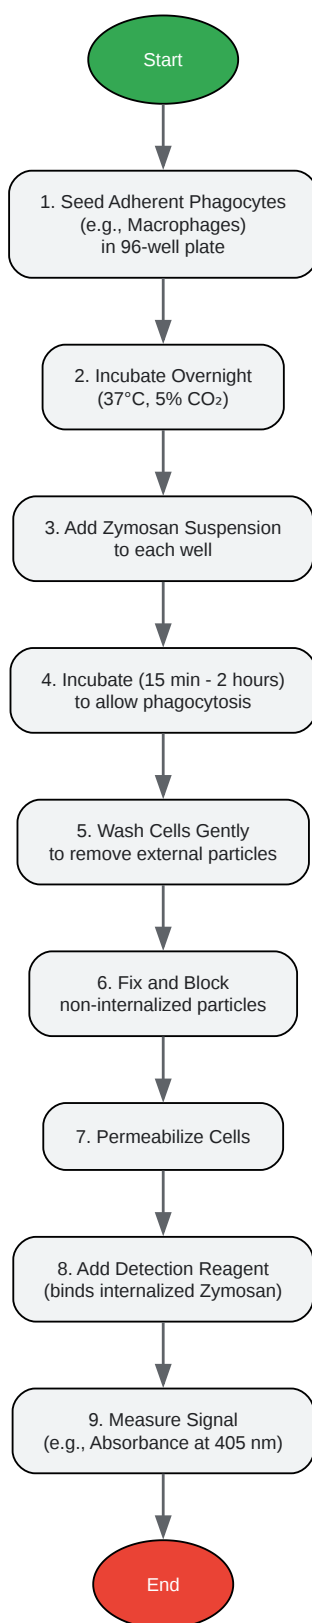 Start
1. Seed Adherent Phagocytes
(e.g., Macrophages)
in 96-well plate
2. Incubate Overnight
(37°C, 5% CO₂)
3. Add Zymosan Suspension
to each well
4. Incubate (15 min - 2 hours)
to allow phagocytosis
5. Wash Cells Gently
to remove external particles
6. Fix and Block
non-internalized particles
7. Permeabilize Cells
8. Add Detection Reagent
(binds internalized Zymosan)
9. Measure Signal
(e.g., Absorbance at 405 nm)
End